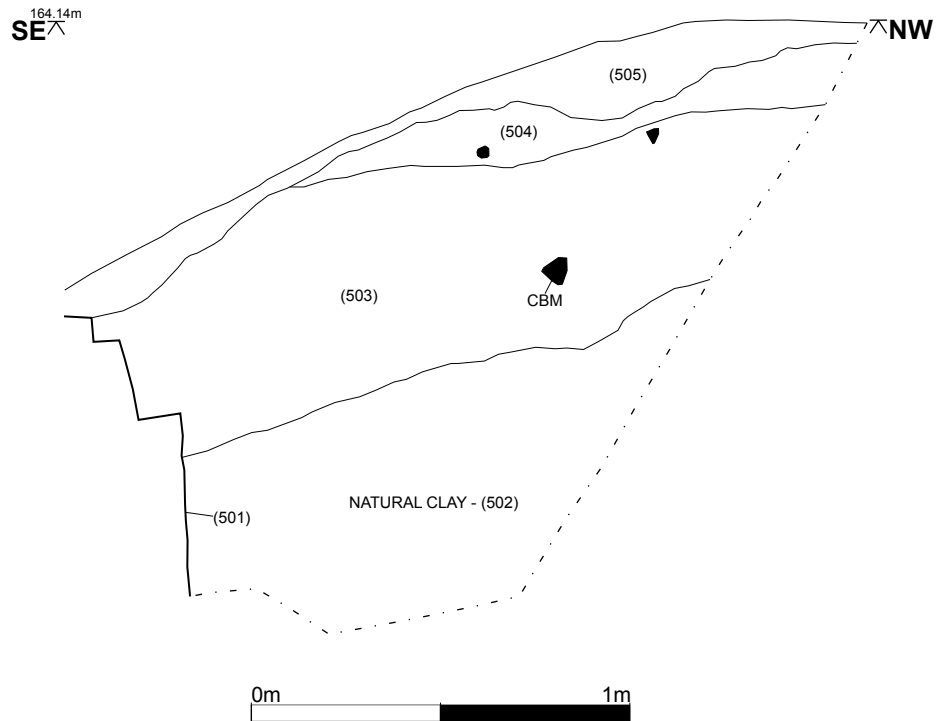 164.14m
SE
NW
(505)
(504)
(503)
CBM
NATURAL CLAY - (502)
(501)
0m
1m